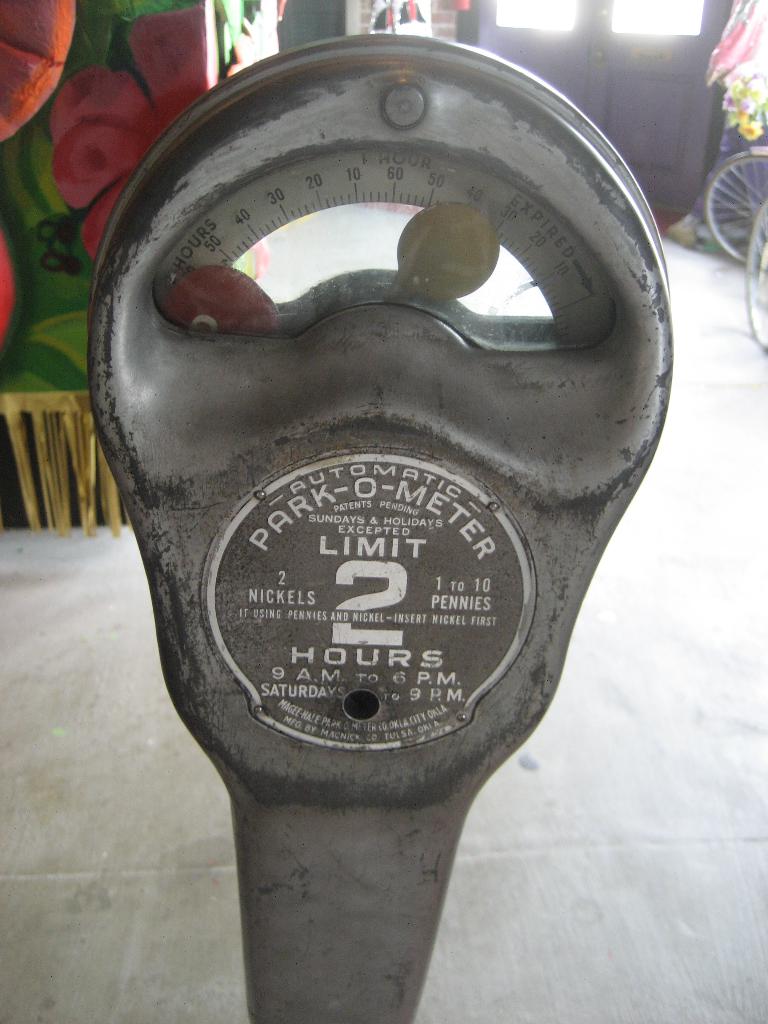 1 HOUR
HOURS 50 40 30 20 10 60 50 40 30 20 10
EXPIRED
AUTOMATIC
PARK-O-METER
PATENTS PENDING
SUNDAYS & HOLIDAYS
EXCEPTED
LIMIT
2
NICKELS
2
1 TO 10
PENNIES
IT USING PENNIES AND NICKEL-INSERT NICKEL FIRST
HOURS
9 A.M. TO 6 P.M.
SATURDAYS TO 9 P.M.
MAGEE-HALE PARK-O-METER CO. OKLA. CITY, OKLA.
MFG. BY MACNICK CO. TULSA, OKLA.